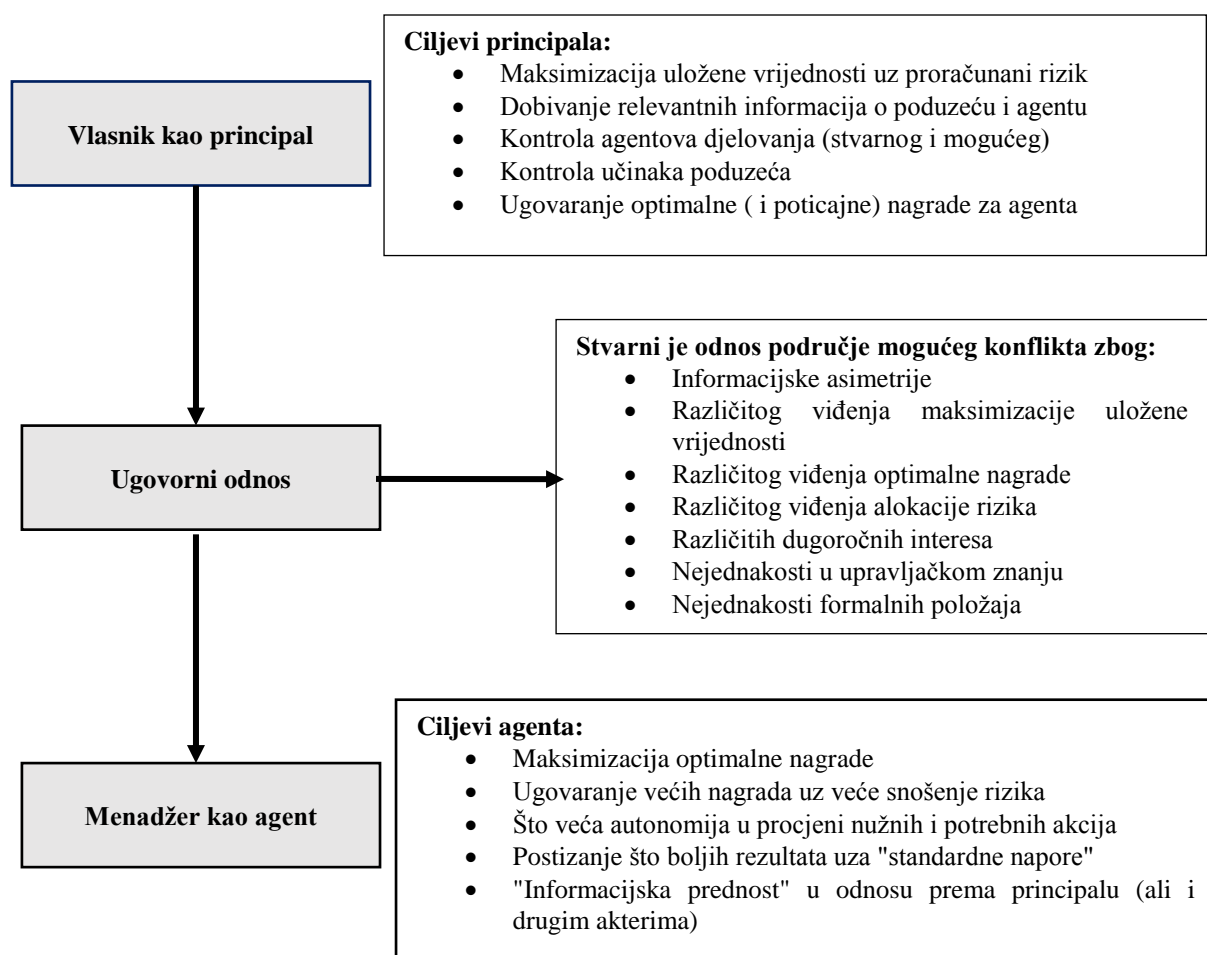 Ciljevi principala:
• Maksimizacija uložene vrijednosti uz proračunani rizik
• Dobivanje relevantnih informacija o poduzeću i agentu
• Kontrola agentova djelovanja (stvarnog i mogućeg)
• Kontrola učinaka poduzeća
• Ugovaranje optimalne ( i poticajne) nagrade za agenta
Vlasnik kao principal
Stvarni je odnos područje mogućeg konflikta zbog:
• Informacijske asimetrije
• Različitog viđenja maksimizacije uložene
vrijednosti
• Različitog viđenja optimalne nagrade
• Različitog viđenja alokacije rizika
• Različitih dugoročnih interesa
• Nejednakosti u upravljačkom znanju
• Nejednakosti formalnih položaja
Ugovorni odnos
Ciljevi agenta:
• Maksimizacija optimalne nagrade
• Ugovaranje većih nagrada uz veće snošenje rizika
• Što veća autonomija u procjeni nužnih i potrebnih akcija
• Postizanje što boljih rezultata uza "standardne napore"
• "Informacijska prednost" u odnosu prema principalu (ali i
drugim akterima)
Menadžer kao agent